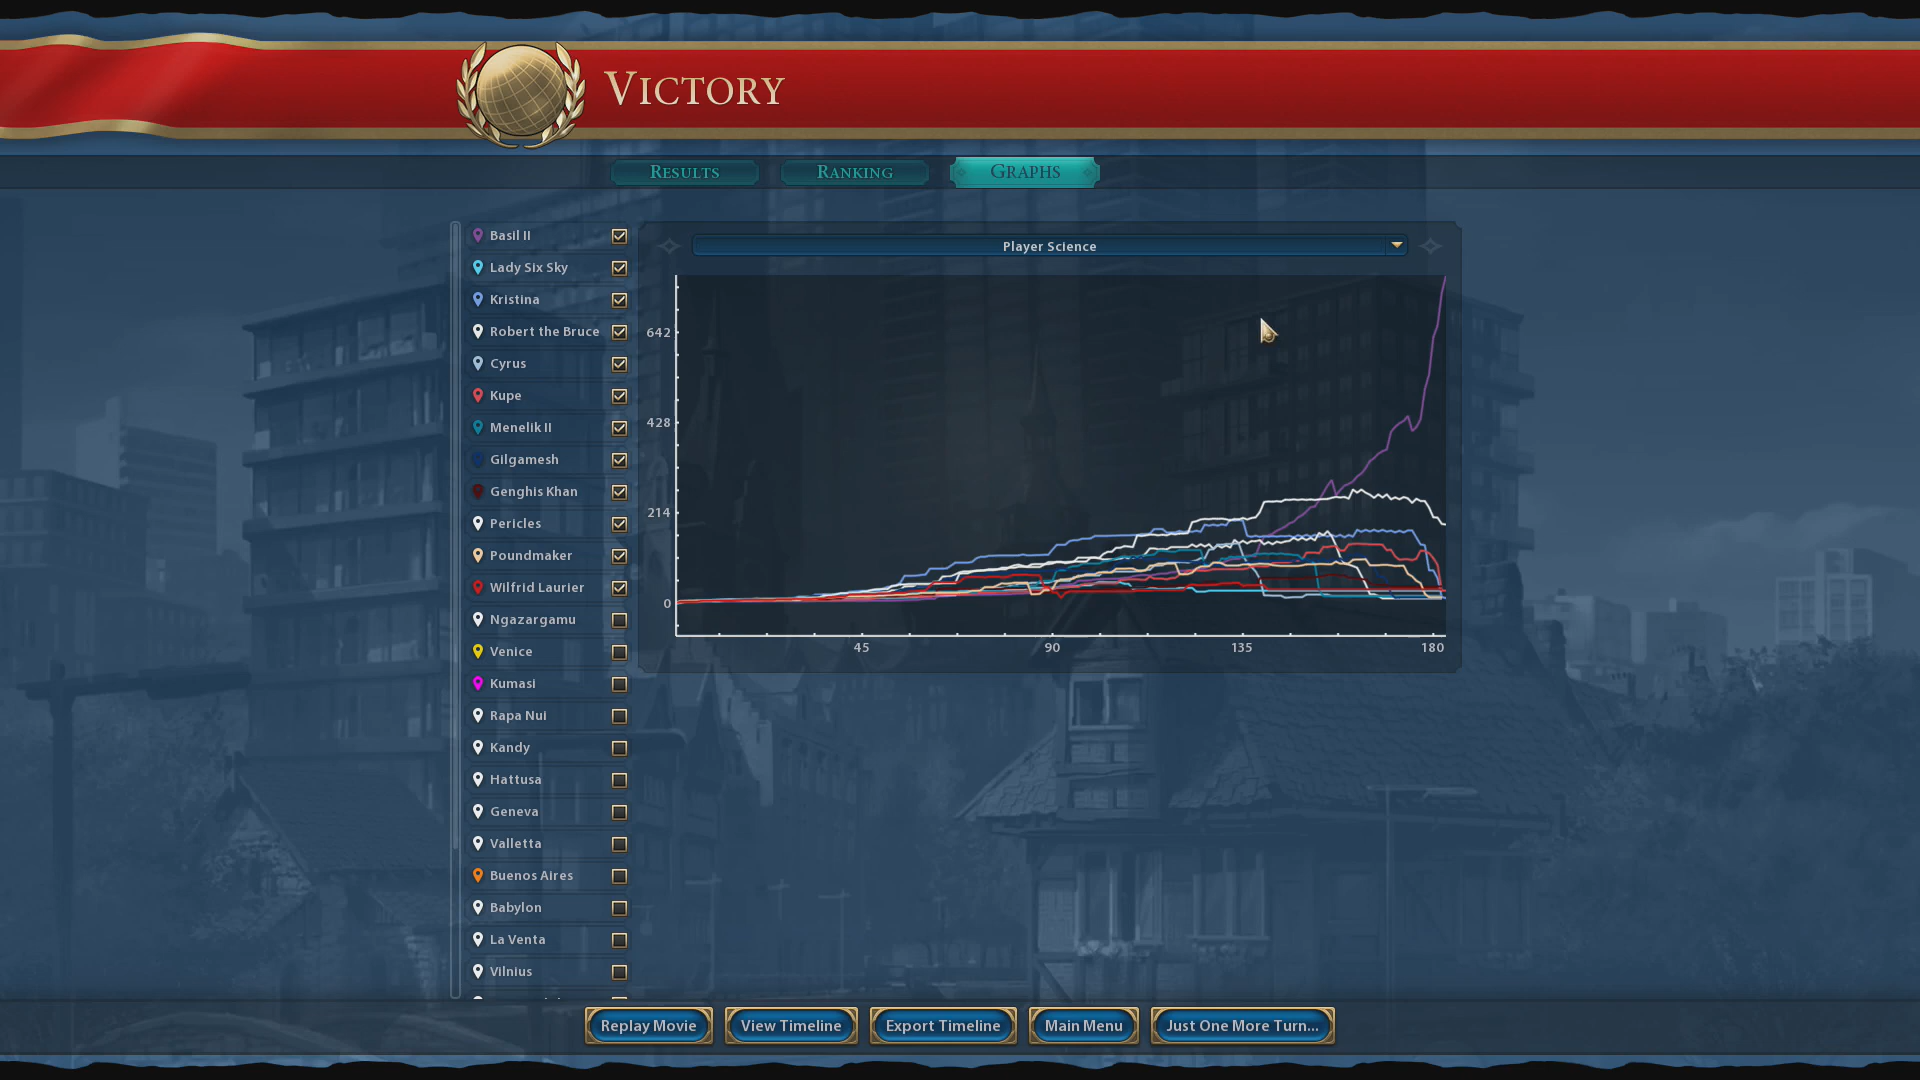 VICTORY
RESULTS
RANKING
GRAPHS
Basil II
Lady Six Sky
Kristina
Robert the Bruce
Cyrus
Kupe
Menelik II
Gilgamesh
Genghis Khan
Pericles
Poundmaker
Wilfrid Laurier
Ngazargamu
Venice
Kumasi
Rapa Nui
Kandy
Hattusa
Geneva
Valletta
Buenos Aires
Babylon
La Venta
Vilnius
Player Science
642
428
214
0
45 90 135 180
Replay Movie
View Timeline
Export Timeline
Main Menu
Just One More Turn...